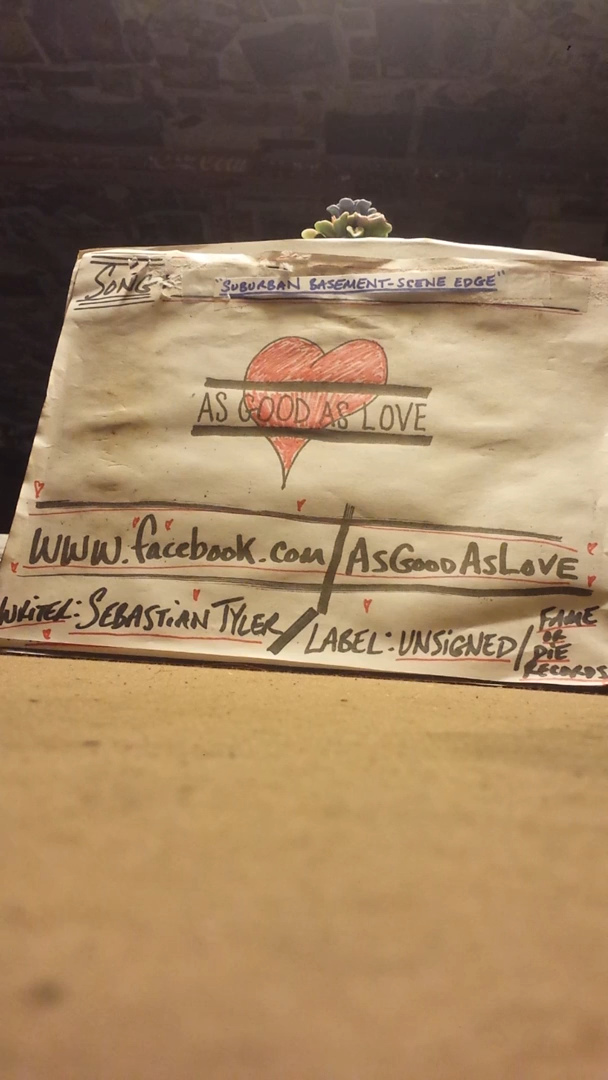 SONG: "SUBURBAN BASEMENT-SCENE EDGE"
AS GOOD AS LOVE
www.facebook.com/ASGOODASLOVE
WRITER: SEBASTIAN TYLER/LABEL: UNSIGNED/FAME
OR
DIE
RECORDS